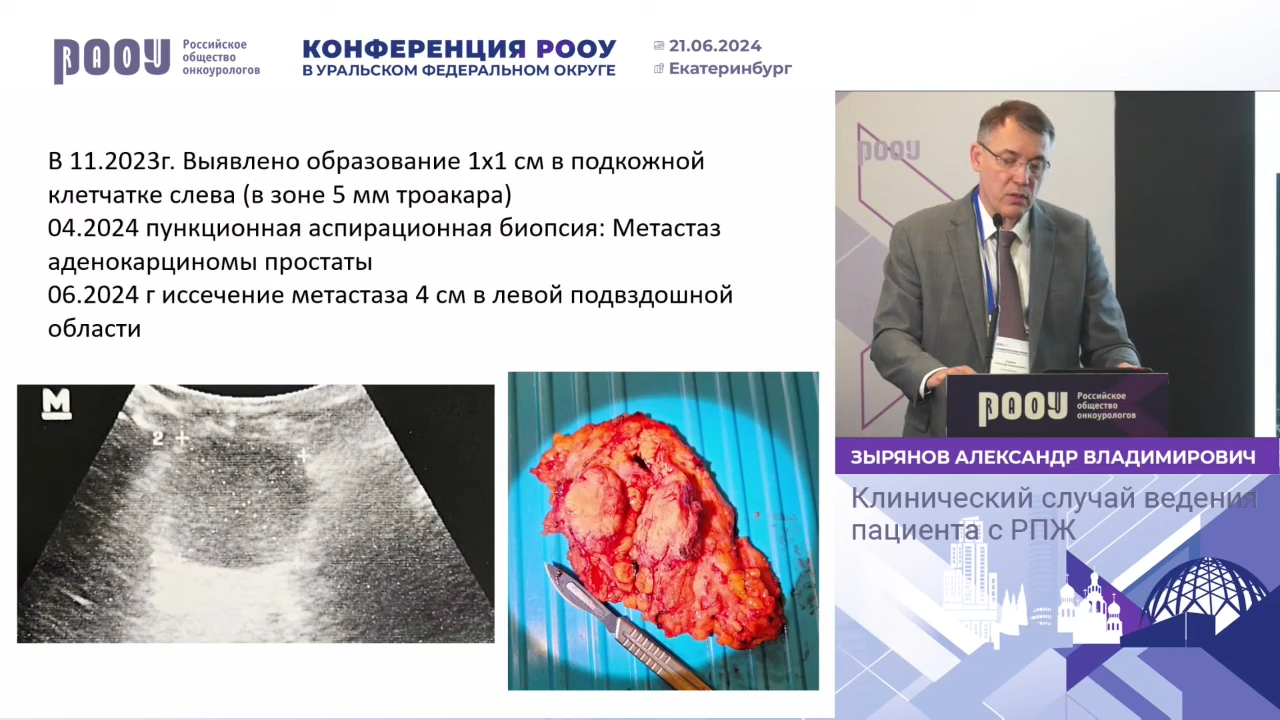 РООУ
RAOU
Российское
общество
онкоурологов
КОНФЕРЕНЦИЯ РООУ
В УРАЛЬСКОМ ФЕДЕРАЛЬНОМ ОКРУГЕ
21.06.2024
Екатеринбург
В 11.2023г. Выявлено образование 1х1 см в подкожной
клетчатке слева (в зоне 5 мм троакара)
04.2024 пункционная аспирационная биопсия: Метастаз
аденокарциномы простаты
06.2024 г иссечение метастаза 4 см в левой подвздошной
области
M
2
РООУ
РООУ
RAOU
Российское
общество
онкоурологов
ЗЫРЯНОВ АЛЕКСАНДР ВЛАДИМИРОВИЧ
Клинический случай ведения
пациента с РПЖ